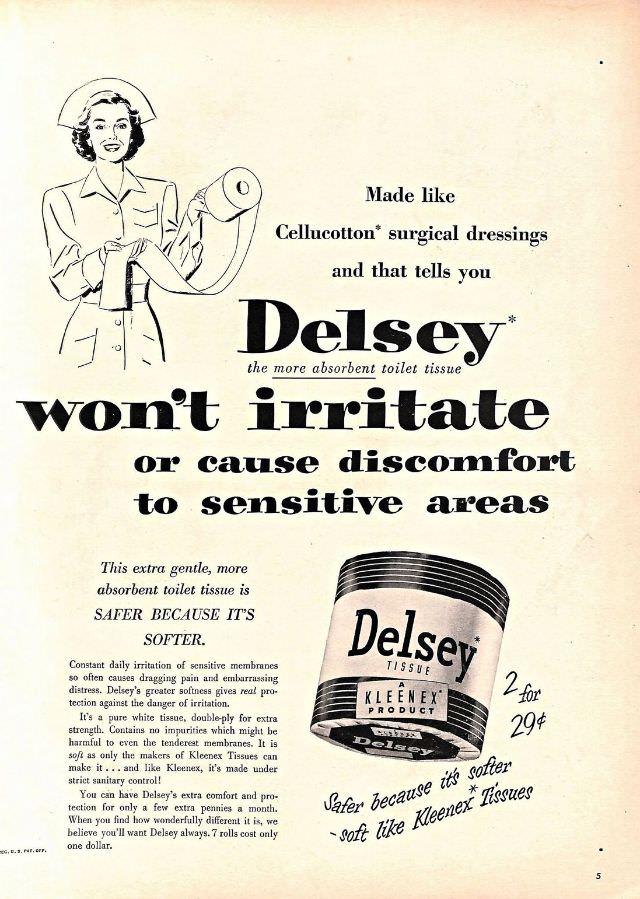 Made like
Cellucotton* surgical dressings
and that tells you
Delsey*
the more absorbent toilet tissue
won't irritate
or cause discomfort
to sensitive areas
This extra gentle, more
absorbent toilet tissue is
SAFER BECAUSE IT'S
SOFTER.
Constant daily irritation of sensitive membranes
so often causes dragging pain and embarrassing
distress. Delsey's greater softness gives real pro-
tection against the danger of irritation.
It's a pure white tissue, double-ply for extra
strength. Contains no impurities which might be
harmful to even the tenderest membranes. It is
soft as only the makers of Kleenex Tissues can
make it . . . and like Kleenex, it's made under
strict sanitary control!
You can have Delsey's extra comfort and pro-
tection for only a few extra pennies a month.
When you find how wonderfully different it is, we
believe you'll want Delsey always. 7 rolls cost only
one dollar.
Delsey*
TISSUE
A
KLEENEX*
PRODUCT
Delsey
2 for
29¢
Safer because it's softer
-soft like Kleenex* Tissues
U.S. PAT. OFF.
5